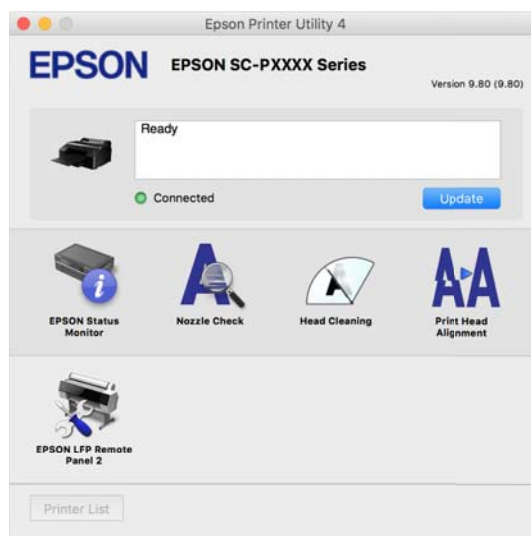 Epson Printer Utility 4
EPSON
EPSON SC-PXXXX Series
Version 9.80 (9.80)
Ready
Connected
Update
EPSON Status
Monitor
Nozzle Check
Head Cleaning
Print Head
Alignment
EPSON LFP Remote
Panel 2
Printer List